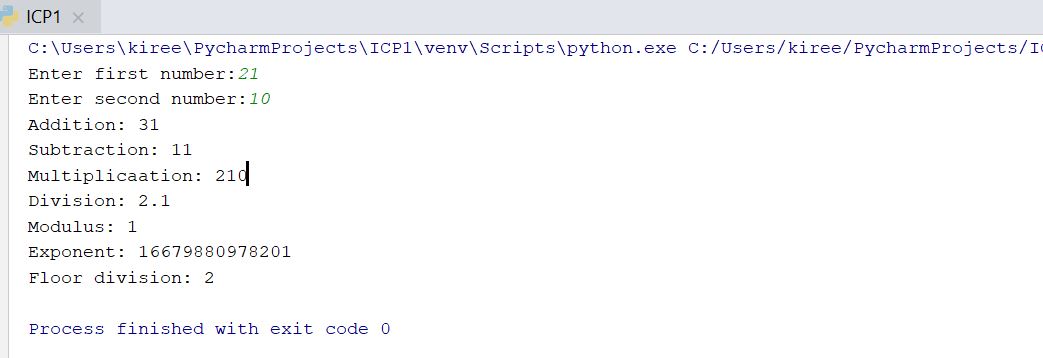 ICP1
C:\Users\kiree\PycharmProjects\ICP1\venv\Scripts\python.exe C:/Users/kiree/PycharmProjects/IC
Enter first number:21
Enter second number:10
Addition: 31
Subtraction: 11
Multiplicaation: 210
Division: 2.1
Modulus: 1
Exponent: 16679880978201
Floor division: 2
Process finished with exit code 0